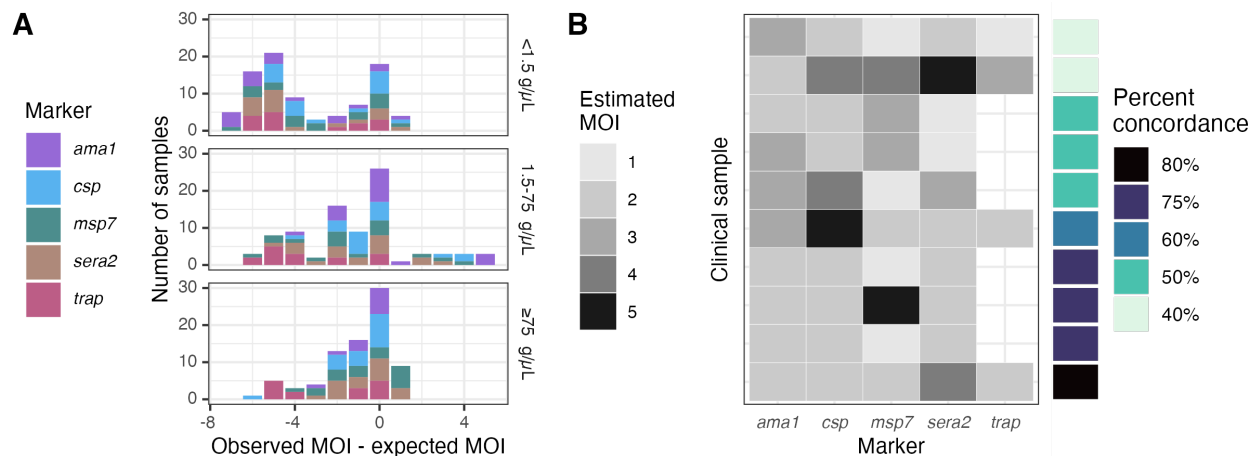 A
Marker
ama1
csp
msp7
sera2
trap
Number of samples
30
20
10
0
<1.5 g/μL
30
20
10
0
1.5-75 g/μL
30
20
10
0
≥75 g/μL
-8
-4
0
4
Observed MOI - expected MOI
B
Estimated
MOI
1
2
3
4
5
Clinical sample
ama1
csp
msp7
sera2
trap
Marker
Percent
concordance
80%
75%
60%
50%
40%